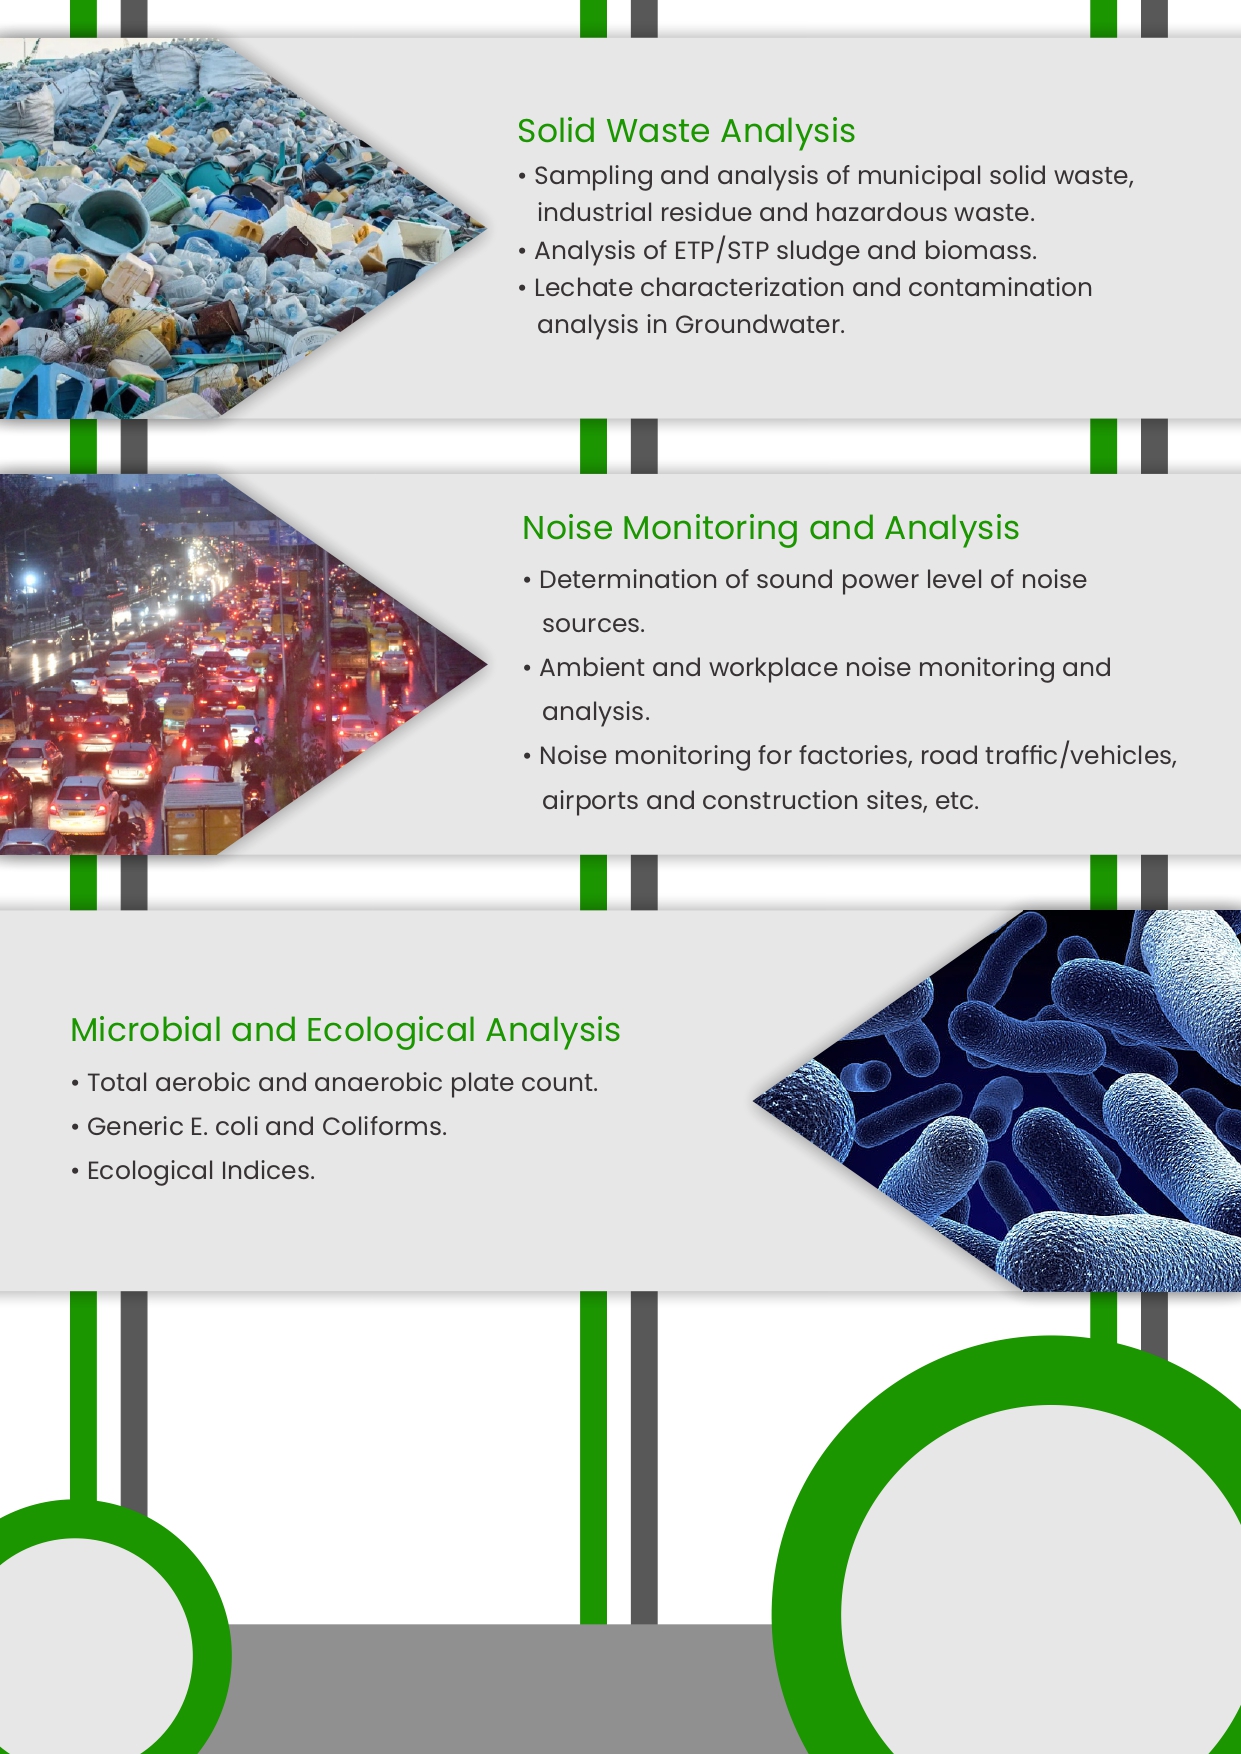 Solid Waste Analysis
• Sampling and analysis of municipal solid waste,
industrial residue and hazardous waste.
• Analysis of ETP/STP sludge and biomass.
• Lechate characterization and contamination
analysis in Groundwater.
Noise Monitoring and Analysis
• Determination of sound power level of noise
sources.
• Ambient and workplace noise monitoring and
analysis.
• Noise monitoring for factories, road traffic/vehicles,
airports and construction sites, etc.
Microbial and Ecological Analysis
• Total aerobic and anaerobic plate count.
• Generic E. coli and Coliforms.
• Ecological Indices.